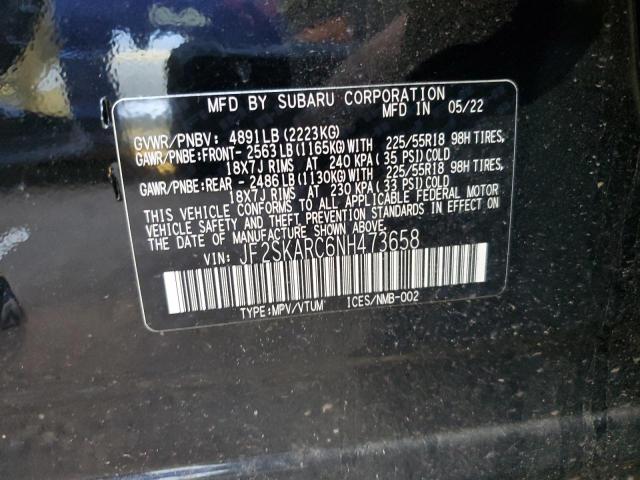 MFD BY SUBARU CORPORATION
MFD IN 05/22
GVWR/PNBV: 4891LB(2223KG)
GAWR/PNBE:FRONT- 2563LB(1165KG)WITH 225/55R18 98H TIRES,
18X7J RIMS AT 240 KPA(35 PSI)COLD
GAWR/PNBE:REAR - 2486LB(1130KG)WITH 225/55R18 98H TIRES,
18X7J RIMS AT 230 KPA(33 PSI)COLD
THIS VEHICLE CONFORMS TO ALL APPLICABLE FEDERAL MOTOR
VEHICLE SAFETY AND THEFT PREVENTION STANDARDS IN EFFECT ON
THE DATE OF MANUFACTURE SHOWN ABOVE.
VIN: JF2SKARC6NH473658
TYPE:MPV/VTUM ICES/NMB-002